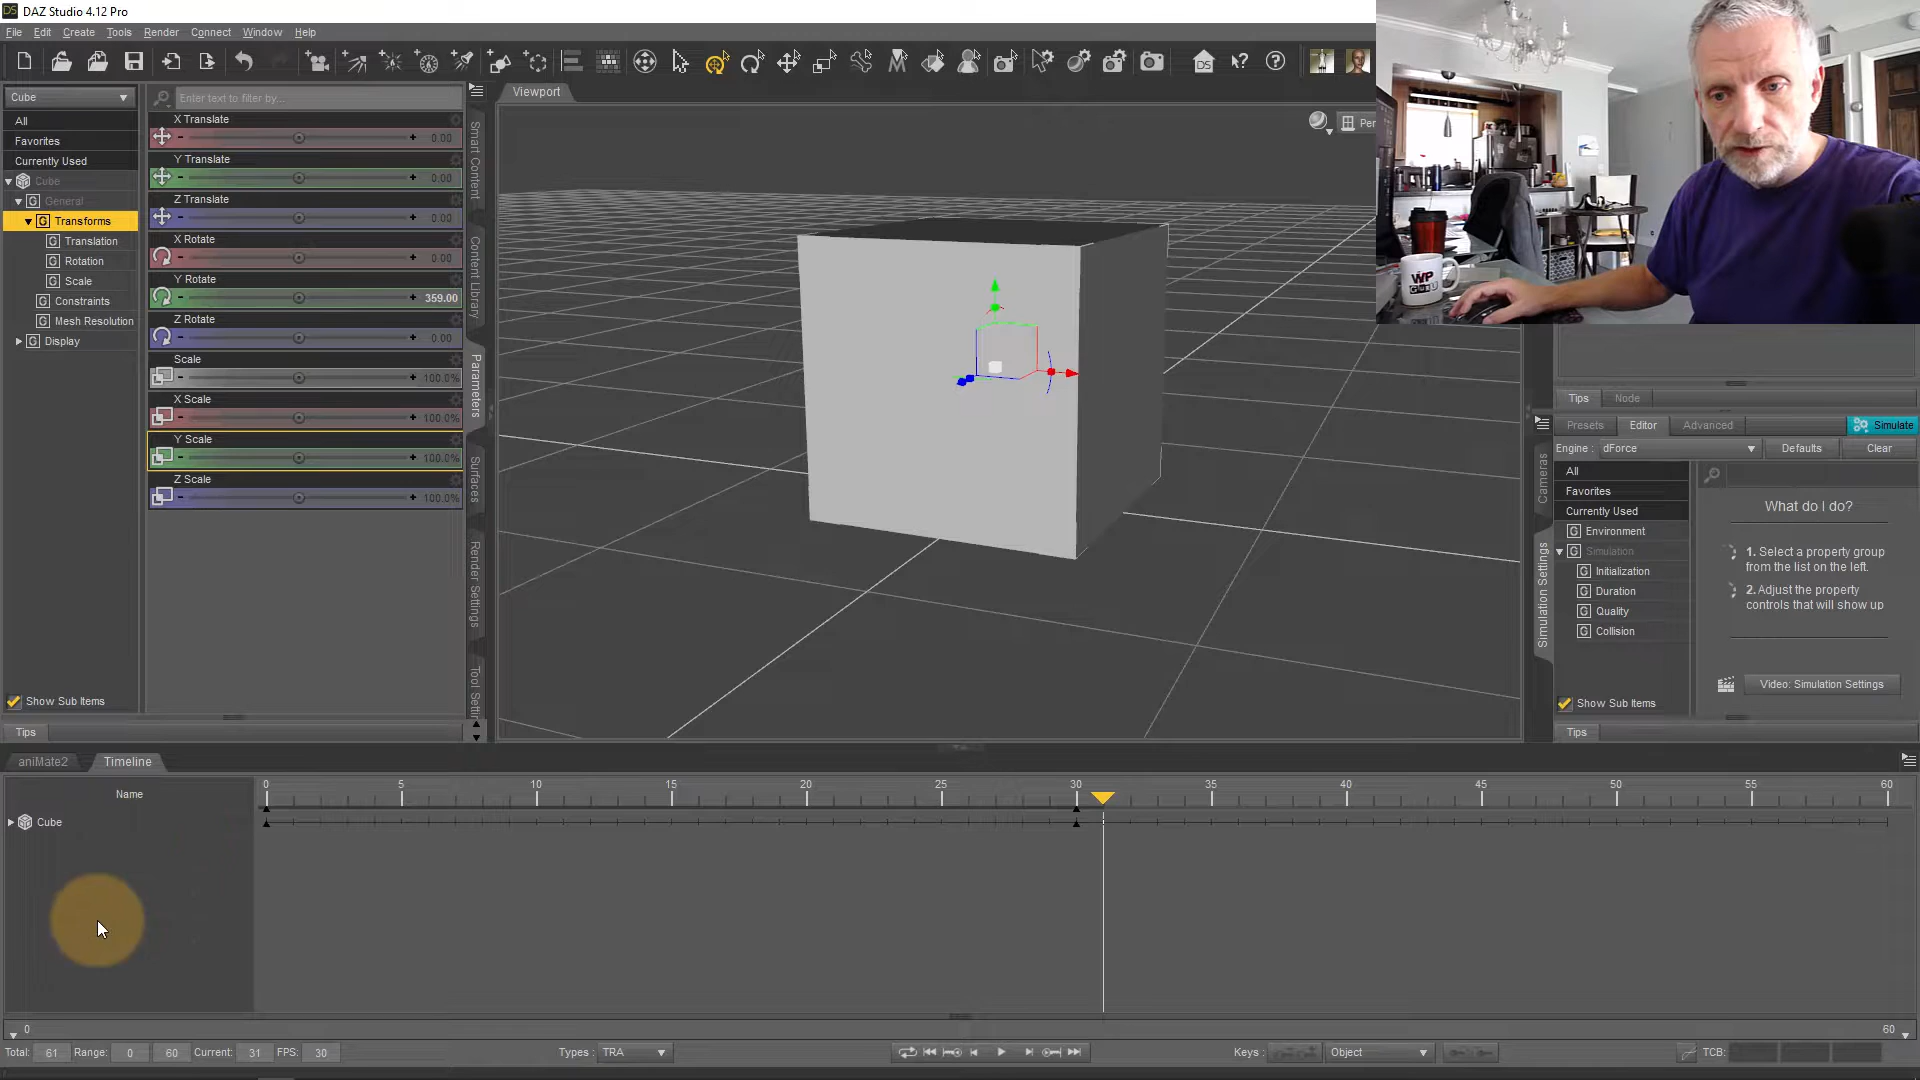 DAZ Studio 4.12 Pro
File Edit Create Tools Render Connect Window Help
Cube
All
Favorites
Currently Used
Cube
General
Transforms
Translation
Rotation
Scale
Constraints
Mesh Resolution
Display
Show Sub Items
Tips
Enter text to filter by...
X Translate
0.00
Y Translate
0.00
Z Translate
0.00
X Rotate
0.00
Y Rotate
359.00
Z Rotate
0.00
Scale
100.0%
X Scale
100.0%
Y Scale
100.0%
Z Scale
100.0%
Smart Content
Content Library
Parameters
Surfaces
Render Settings
Viewport
WP
GURU
Tips Node
Presets Editor Advanced Simulate
Engine : dForce Defaults Clear
Cameras
Simulation Settings
All
Favorites
Currently Used
Environment
Simulation
Initialization
Duration
Quality
Collision
Show Sub Items
Tips
What do I do?
1. Select a property group
from the list on the left.
2. Adjust the property
controls that will show up
Video: Simulation Settings
aniMate2 Timeline
Name
0 5 10 15 20 25 30 35 40 45 50 55 60
Cube
0 60
Total: 61 Range: 0 60 Current: 31 FPS: 30 Types : TRA Keys : Object TCB: